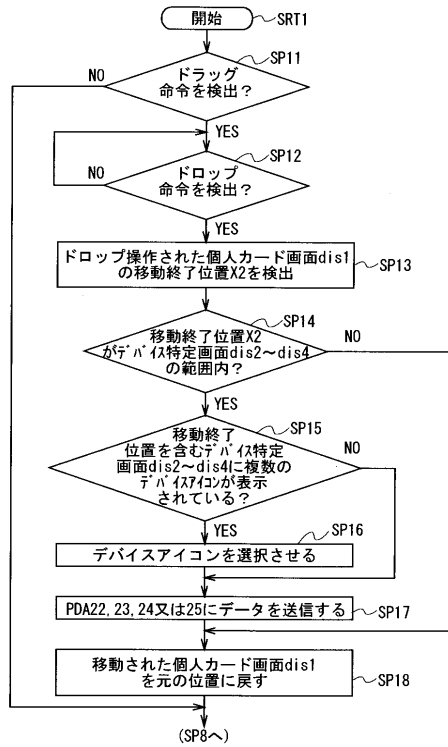 開始
SRT1
ドラッグ
命令を検出？
SP11
NO
YES
ドロップ
命令を検出？
SP12
NO
YES
ドロップ操作された個人カード画面dis1
の移動終了位置X2を検出
SP13
移動終了位置X2
がデバイス特定画面dis2〜dis4
の範囲内？
SP14
NO
YES
移動終了
位置を含むデバイス特定
画面dis2〜dis4に複数の
デバイスアイコンが表示
されている？
SP15
NO
YES
デバイスアイコンを選択させる
SP16
PDA22,23,24又は25にデータを送信する
SP17
移動された個人カード画面dis1
を元の位置に戻す
SP18
(SP8へ)